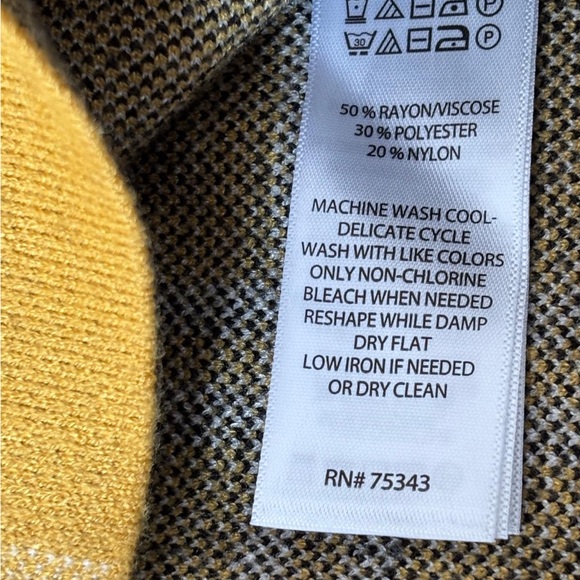 P
30 P
50 % RAYON/VISCOSE
30 % POLYESTER
20 % NYLON
MACHINE WASH COOL-
DELICATE CYCLE
WASH WITH LIKE COLORS
ONLY NON-CHLORINE
BLEACH WHEN NEEDED
RESHAPE WHILE DAMP
DRY FLAT
LOW IRON IF NEEDED
OR DRY CLEAN
RN# 75343